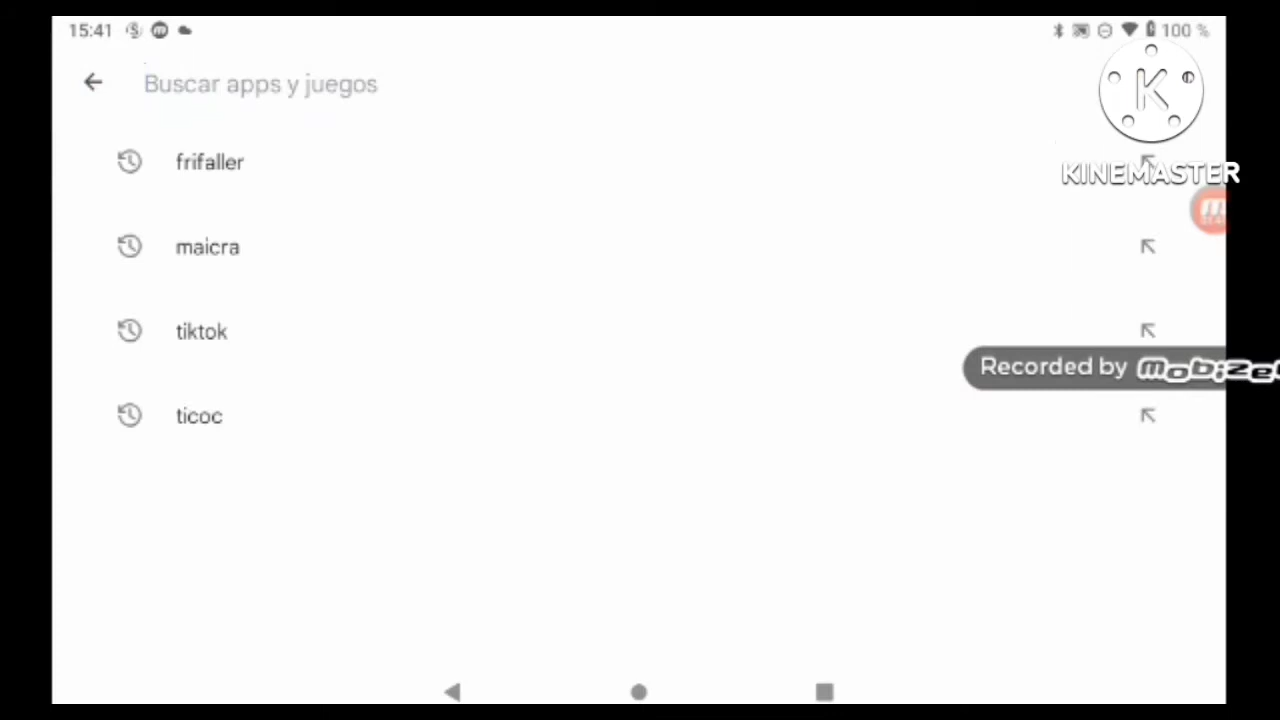 15:41 100 %
Buscar apps y juegos
K
KINEMASTER
frifaller
maicra
tiktok
Recorded by
ticoc